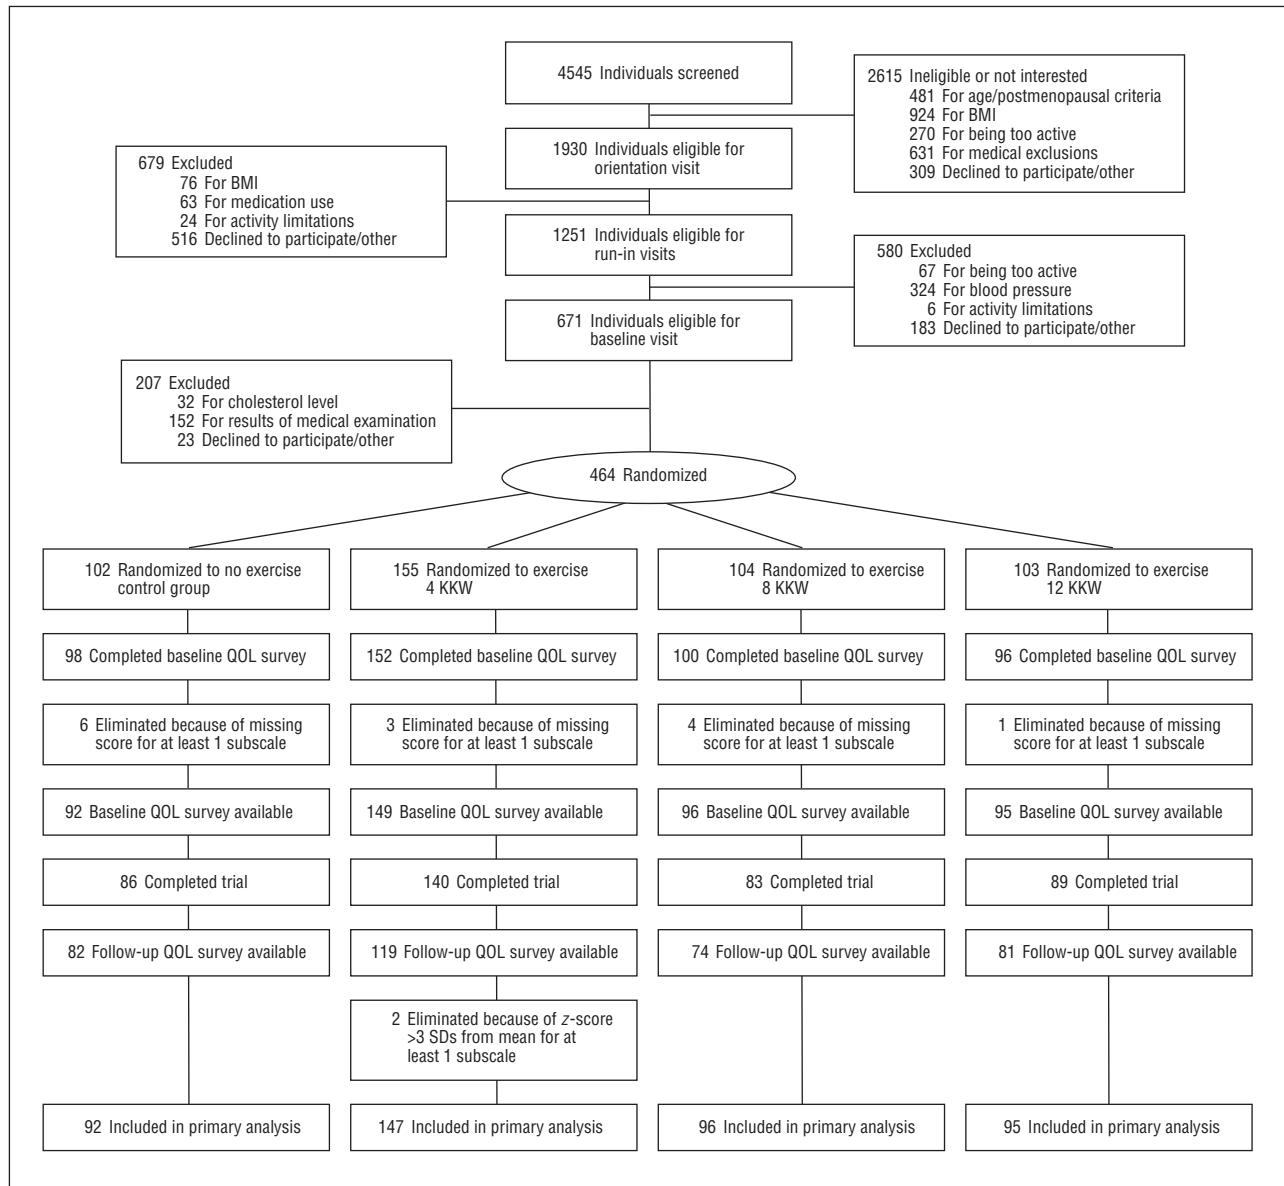 4545 Individuals screened
2615 Ineligible or not interested
481 For age/postmenopausal criteria
924 For BMI
270 For being too active
631 For medical exclusions
309 Declined to participate/other
1930 Individuals eligible for
orientation visit
679 Excluded
76 For BMI
63 For medication use
24 For activity limitations
516 Declined to participate/other
1251 Individuals eligible for
run-in visits
580 Excluded
67 For being too active
324 For blood pressure
6 For activity limitations
183 Declined to participate/other
671 Individuals eligible for
baseline visit
207 Excluded
32 For cholesterol level
152 For results of medical examination
23 Declined to participate/other
464 Randomized
102 Randomized to no exercise
control group
155 Randomized to exercise
4 KKW
104 Randomized to exercise
8 KKW
103 Randomized to exercise
12 KKW
98 Completed baseline QOL survey
152 Completed baseline QOL survey
100 Completed baseline QOL survey
96 Completed baseline QOL survey
6 Eliminated because of missing
score for at least 1 subscale
3 Eliminated because of missing
score for at least 1 subscale
4 Eliminated because of missing
score for at least 1 subscale
1 Eliminated because of missing
score for at least 1 subscale
92 Baseline QOL survey available
149 Baseline QOL survey available
96 Baseline QOL survey available
95 Baseline QOL survey available
86 Completed trial
140 Completed trial
83 Completed trial
89 Completed trial
82 Follow-up QOL survey available
119 Follow-up QOL survey available
74 Follow-up QOL survey available
81 Follow-up QOL survey available
2 Eliminated because of z-score
>3 SDs from mean for at
least 1 subscale
92 Included in primary analysis
147 Included in primary analysis
96 Included in primary analysis
95 Included in primary analysis